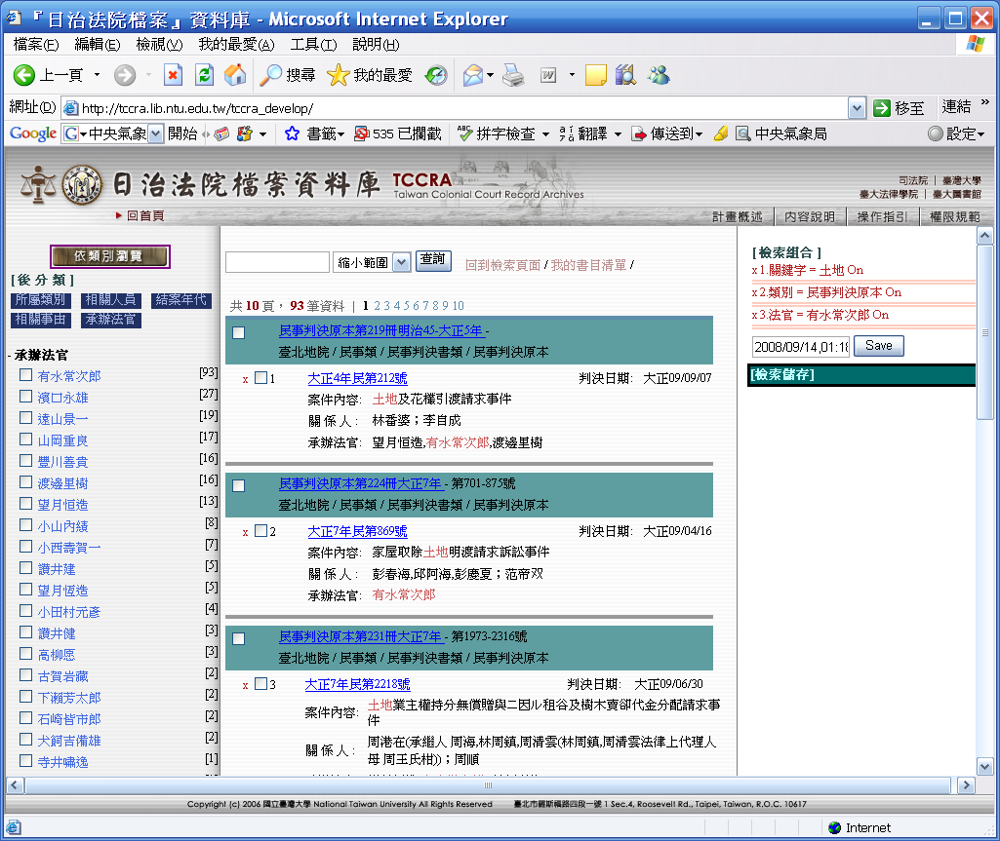 『日治法院檔案』資料庫 - Microsoft Internet Explorer
檔案(F) 編輯(E) 檢視(V) 我的最愛(A) 工具(T) 說明(H)
上一頁 搜尋 我的最愛
網址(D) http://tccra.lib.ntu.edu.tw/tccra_develop/ 移至 連結 »
Google G 中央氣象 開始 書籤 535 已攔截 拼字檢查 翻譯 傳送到 中央氣象局 設定
日治法院檔案資料庫 TCCRA
Taiwan Colonial Court Record Archives
司法院 | 臺灣大學
臺大法律學院 | 臺大圖書館
回首頁
計畫概述 內容說明 操作指引 權限規範
依類別瀏覽
[後分類]
所屬類別 相關人員 結案年代
相關事由 承辦法官
- 承辦法官
有水常次郎 [93]
濱口永雄 [27]
遠山景一 [19]
山岡重良 [17]
豐川善貴 [16]
渡邊里樹 [16]
望月恒造 [13]
小山內績 [8]
小西壽賀一 [7]
讚井建 [5]
望月恆造 [5]
小田村元彥 [4]
讚井健 [3]
高柳愿 [3]
古賀岩藏 [2]
下瀨芳太郎 [2]
石崎皆市郎 [2]
犬飼吉備雄 [2]
寺井嘯逸 [1]
縮小範圍 查詢 回到檢索頁面 / 我的書目清單 /
共 10 頁， 93 筆資料 | 1 2 3 4 5 6 7 8 9 10
民事判決原本第219冊明治45-大正5年 -
臺北地院 / 民事類 / 民事判決書類 / 民事判決原本
x 1 大正4年民第212號 判決日期: 大正09/09/07
案件內容: 土地及花欉引渡請求事件
關係人: 林番婆；李自成
承辦法官: 望月恒造,有水常次郎,渡邊里樹
民事判決原本第224冊大正7年 - 第701-875號
臺北地院 / 民事類 / 民事判決書類 / 民事判決原本
x 2 大正7年民第869號 判決日期: 大正09/04/16
案件內容: 家屋取除土地明渡請求訴訟事件
關係人: 彭春海,邱阿海,彭慶夏；范帝双
承辦法官: 有水常次郎
民事判決原本第231冊大正7年 - 第1973-2316號
臺北地院 / 民事類 / 民事判決書類 / 民事判決原本
x 3 大正7年民第2218號 判決日期: 大正09/06/30
案件內容: 土地業主權持分無償贈與二因ル租谷及樹木賣卻代金分配請求事
件
關係人: 周港在(承繼人 周海,林周鎮,周濤雲(林周鎮,周濤雲法律上代理人
母 周王氏柑))；周順
[檢索組合 ]
x 1.關鍵字 = 土地 On
x 2.類別 = 民事判決原本 On
x 3.法官 = 有水常次郎 On
2008/09/14,01:18 Save
[檢索儲存]
Copyright (c) 2006 國立臺灣大學 National Taiwan University All Rights Reserved 臺北市羅斯福路四段一號 1 Sec.4, Roosevelt Rd., Taipei, Taiwan, R.O.C. 10617
Internet